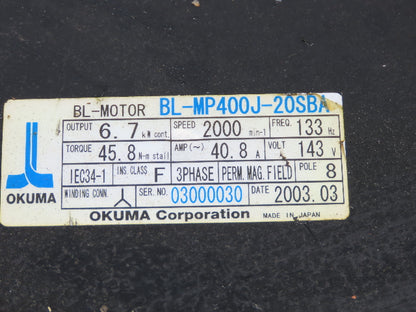 BL-MOTOR BL-MP400J-20SBA
OUTPUT 6.7 kW cont. SPEED 2000 min-1 FREQ. 133 Hz
TORQUE 45.8 N-m stall AMP(~) 40.8 A VOLT 143 V
IEC34-1 INS.CLASS F 3PHASE PERM.MAG.FIELD POLE 8
WINDING CONN. SER.NO. 03000030 DATE 2003.03
OKUMA
OKUMA Corporation MADE IN JAPAN